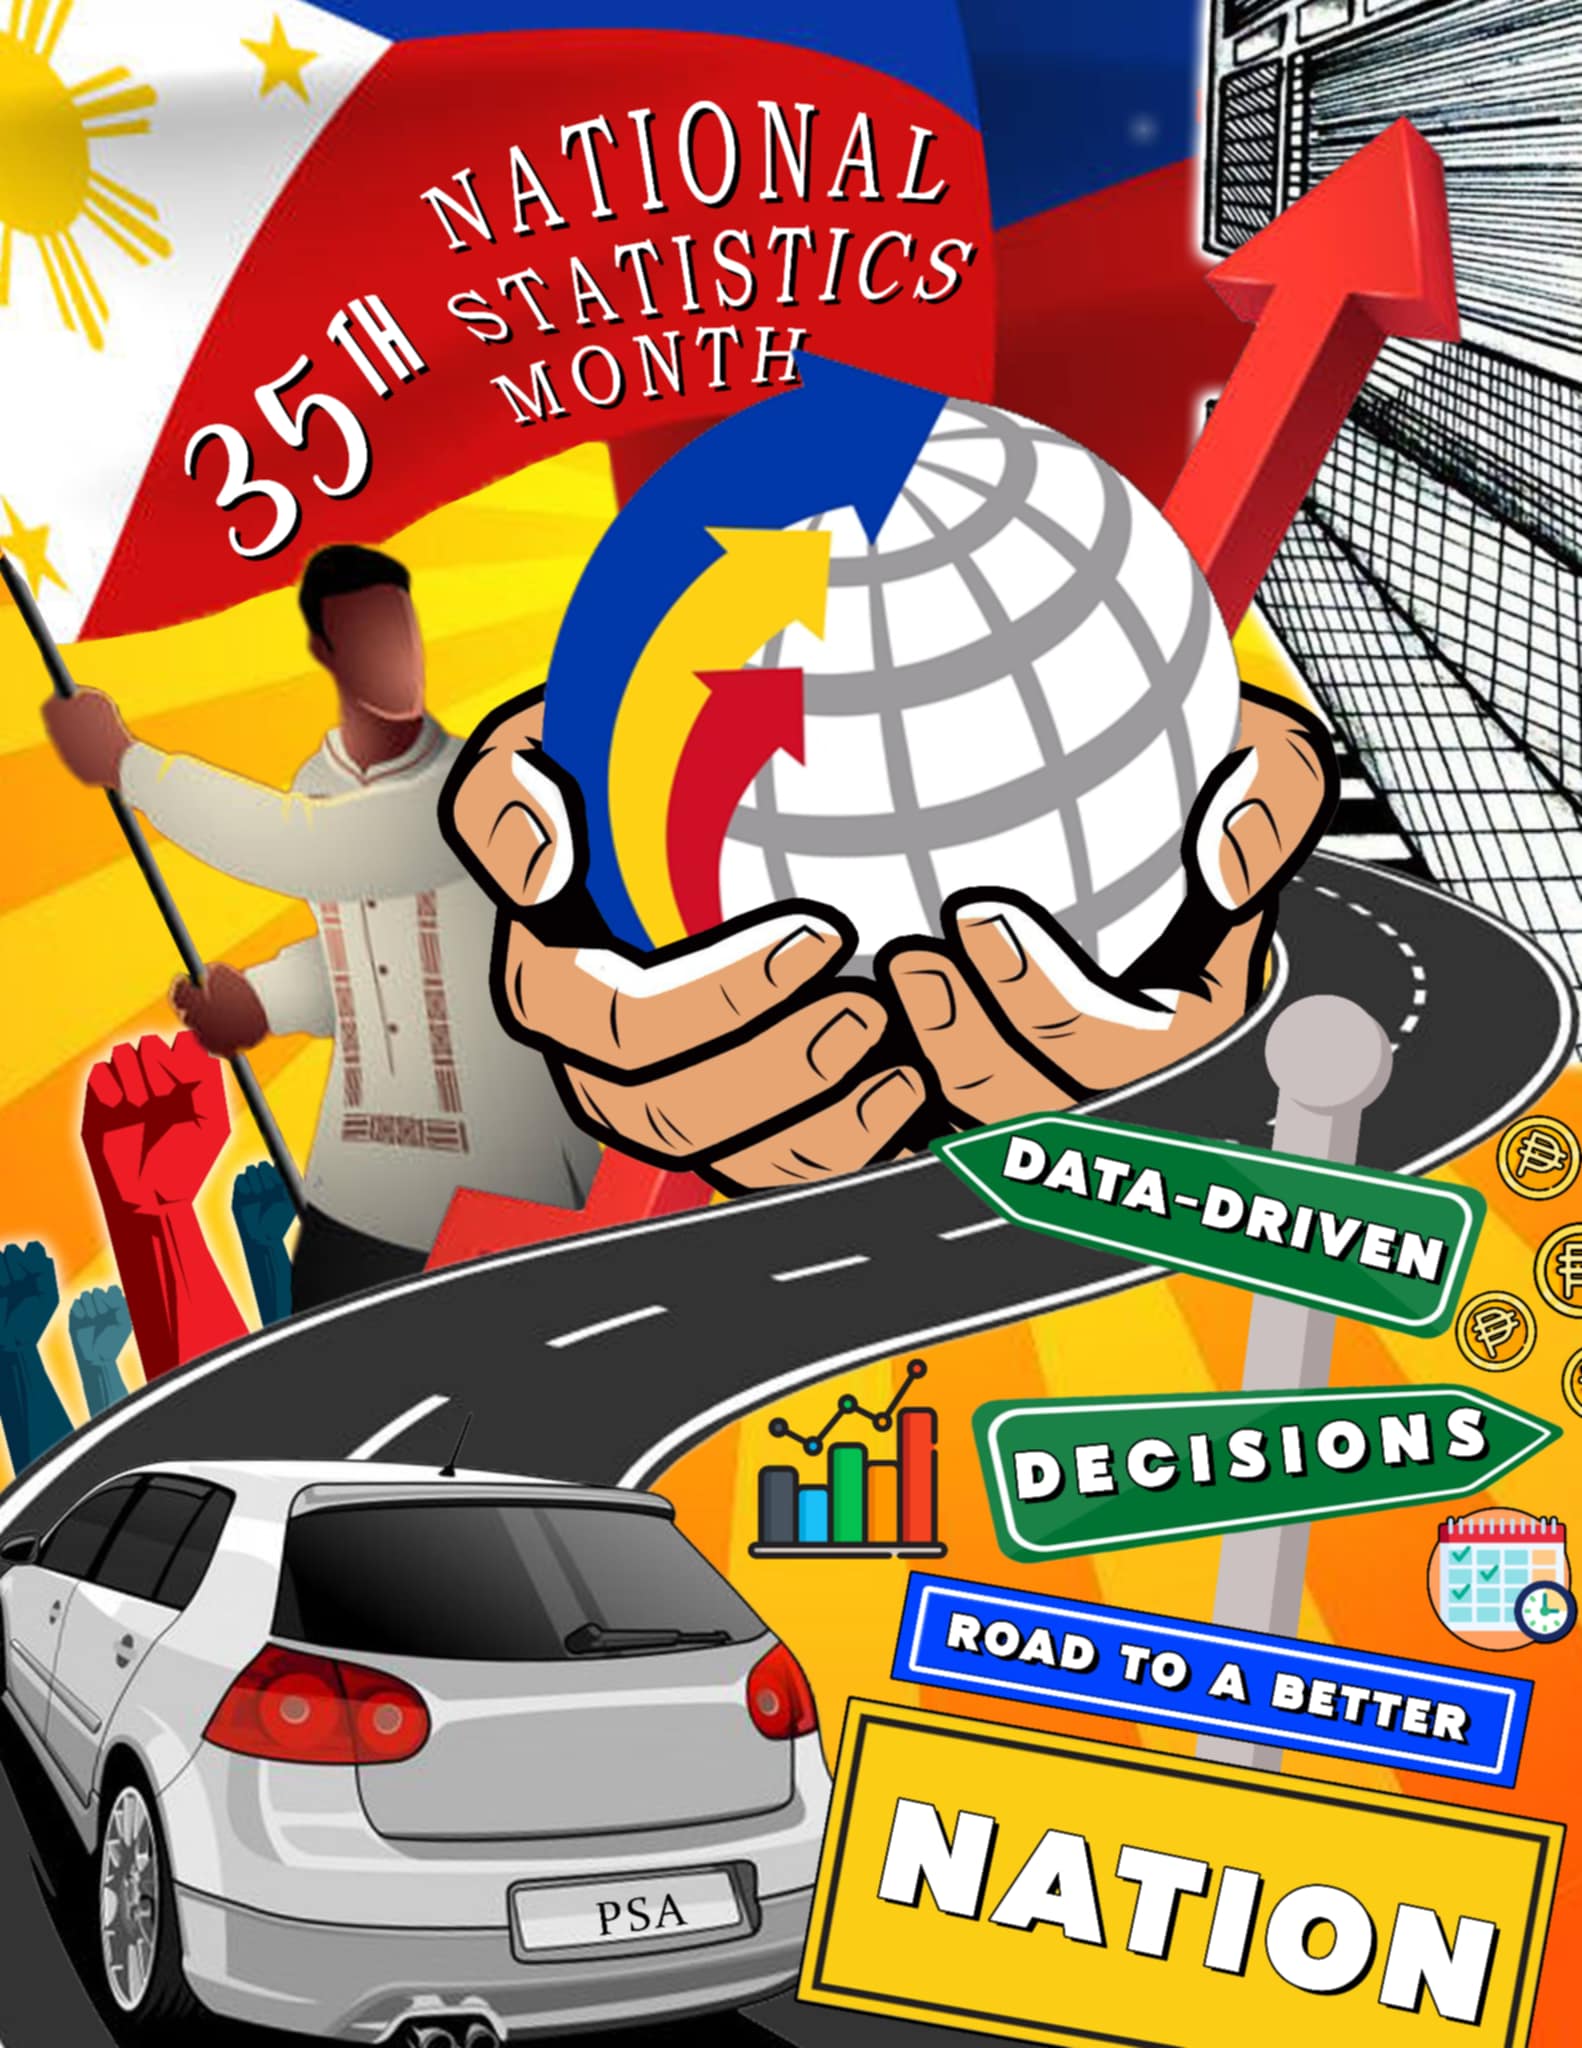 35TH
NATIONAL
STATISTICS
MONTH
DATA-DRIVEN
DECISIONS
ROAD TO A BETTER
NATION
PSA